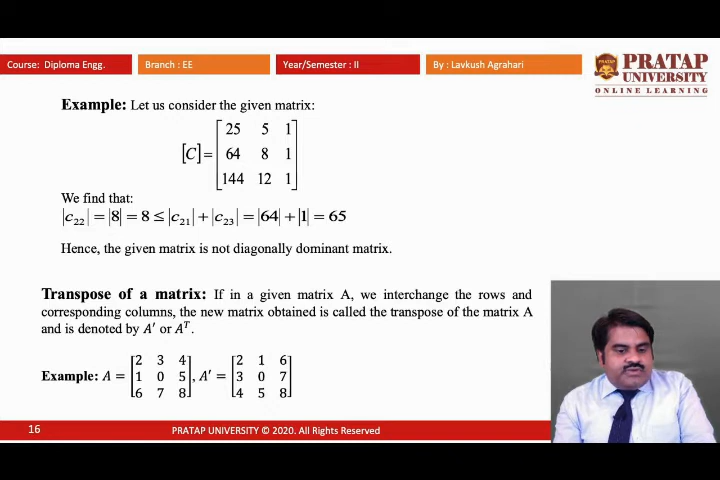 Course: Diploma Engg. Branch : EE Year/Semester : II By : Lavkush Agrahari
PRATAP
PRATAP
UNIVERSITY
ONLINE LEARNING
Example: Let us consider the given matrix:
25 5 1
[C]= 64 8 1
144 12 1
We find that:
|c₂₂| = |8| = 8 ≤ |c₂₁| + |c₂₃| = |64| + |1| = 65
Hence, the given matrix is not diagonally dominant matrix.
Transpose of a matrix: If in a given matrix A, we interchange the rows and
corresponding columns, the new matrix obtained is called the transpose of the matrix A
and is denoted by A′ or Aᵀ.
2 3 4 2 1 6
Example: A = 1 0 5 , A′ = 3 0 7
6 7 8 4 5 8
16 PRATAP UNIVERSITY © 2020. All Rights Reserved